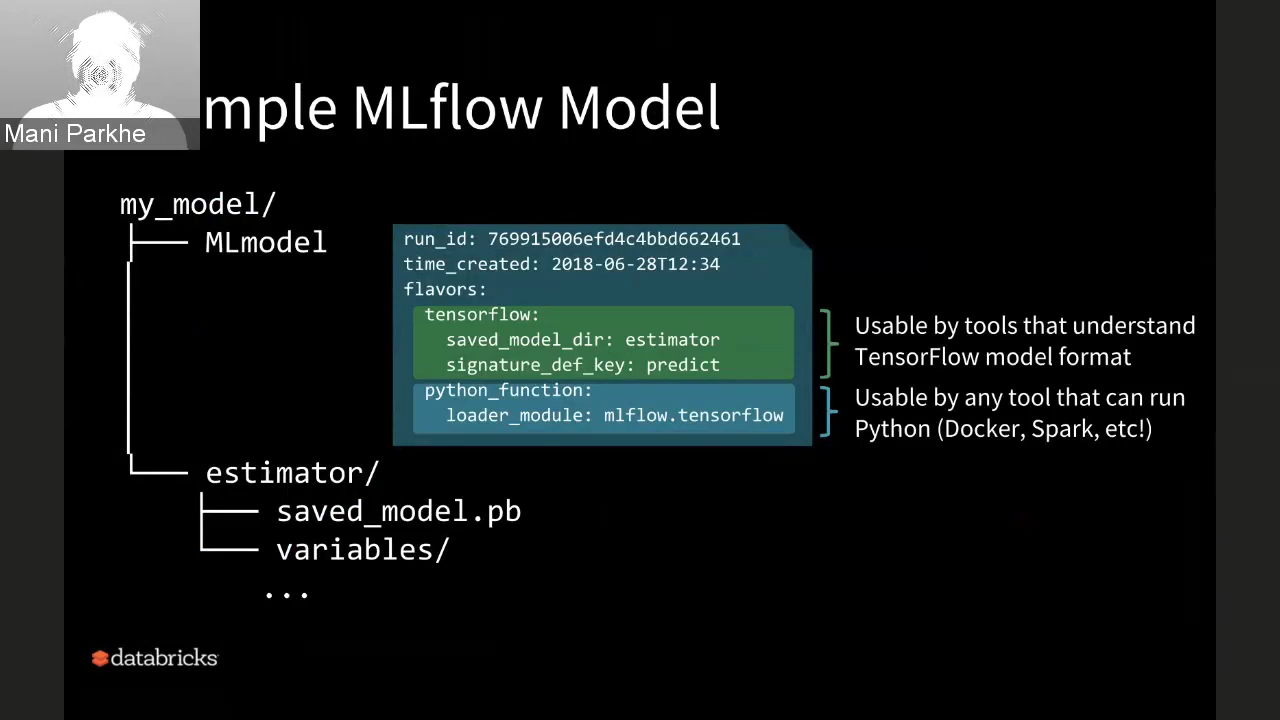 Mani Parkhe
mple MLflow Model
my_model/
MLmodel
run_id: 769915006efd4c4bbd662461
time_created: 2018-06-28T12:34
flavors:
tensorflow:
saved_model_dir: estimator
signature_def_key: predict
python_function:
loader_module: mlflow.tensorflow
Usable by tools that understand
TensorFlow model format
Usable by any tool that can run
Python (Docker, Spark, etc!)
estimator/
saved_model.pb
variables/
...
databricks